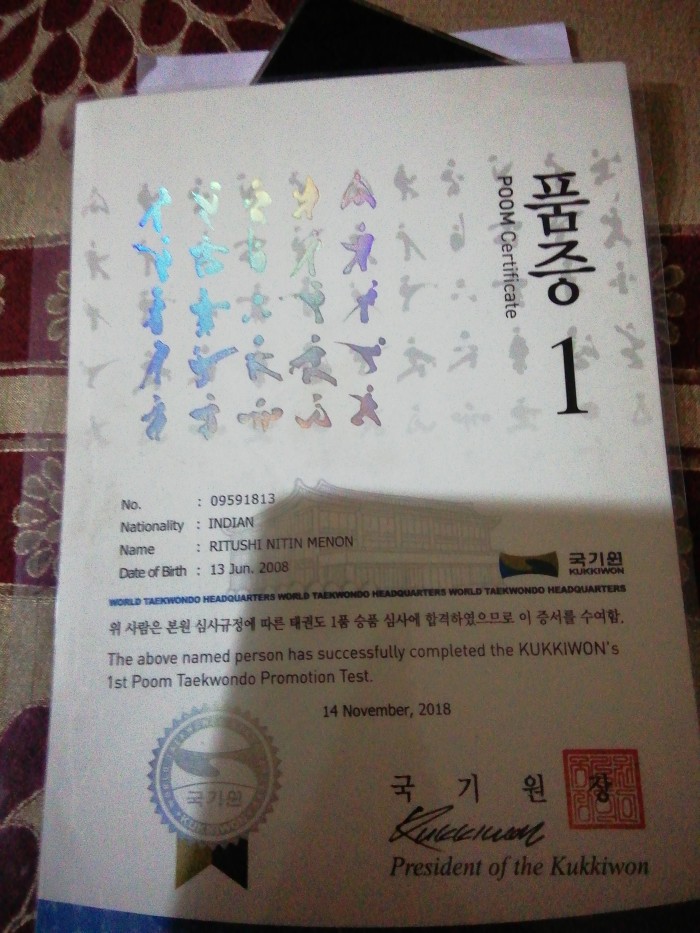 품증
POOM Certificate
1
No. : 09591813
Nationality : INDIAN
Name : RITUSHI NITIN MENON
Date of Birth : 13 Jun. 2008
국기원
KUKKIWON
WORLD TAEKWONDO HEADQUARTERS WORLD TAEKWONDO HEADQUARTERS WORLD TAEKWONDO HEADQUARTERS
위 사람은 본원 심사규정에 따른 태권도 1품 승품 심사에 합격하였으므로 이 증서를 수여함.
The above named person has successfully completed the KUKKIWON's
1st Poom Taekwondo Promotion Test.
14 November, 2018
국기원
KUKKIWON
국 기 원 장
Kukkiwon
President of the Kukkiwon